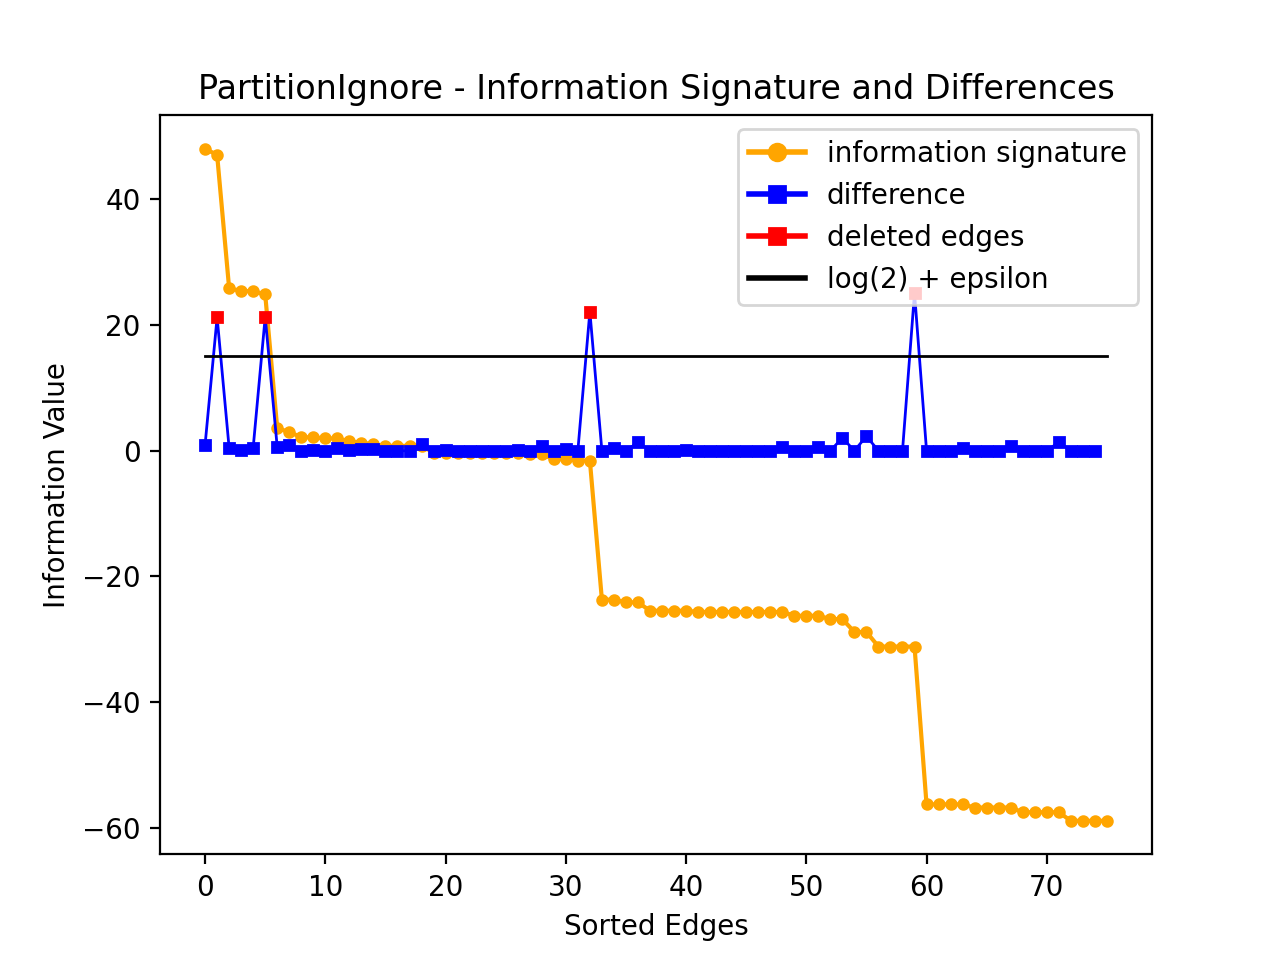 PartitionIgnore - Information Signature and Differences
information signature
difference
deleted edges
log(2) + epsilon
Information Value
40
20
0
−20
−40
−60
0 10 20 30 40 50 60 70
Sorted Edges